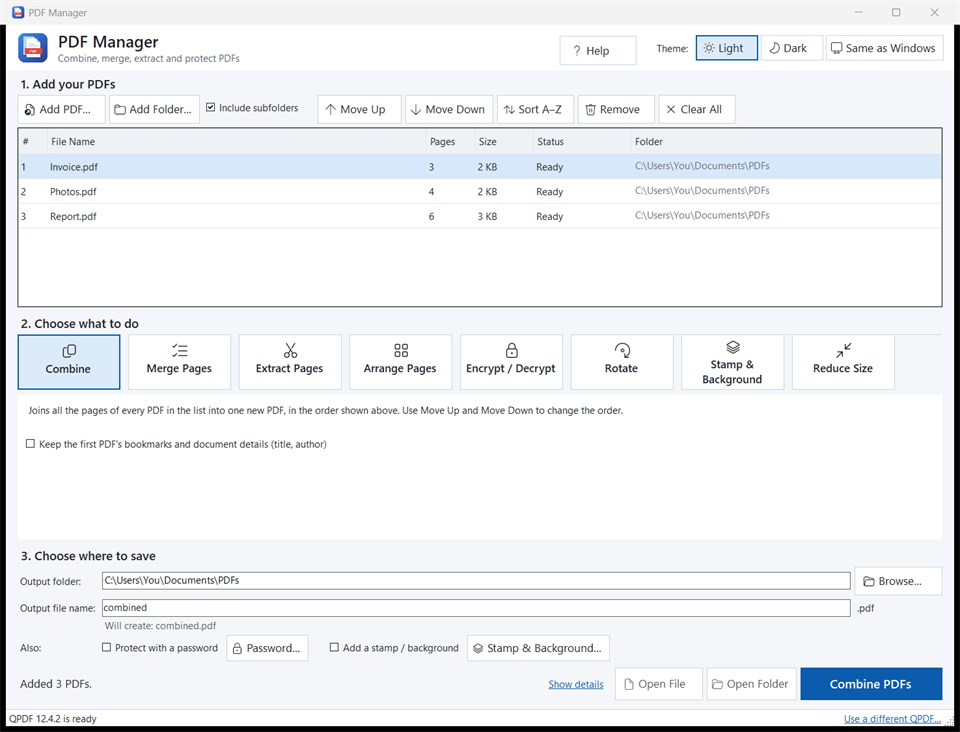 PDF Manager
PDF Manager
Combine, merge, extract and protect PDFs
? Help
Theme: Light Dark Same as Windows
1. Add your PDFs
Add PDF... Add Folder... Include subfolders Move Up Move Down Sort A–Z Remove Clear All
# File Name Pages Size Status Folder
1 Invoice.pdf 3 2 KB Ready C:\Users\You\Documents\PDFs
2 Photos.pdf 4 2 KB Ready C:\Users\You\Documents\PDFs
3 Report.pdf 6 3 KB Ready C:\Users\You\Documents\PDFs
2. Choose what to do
Combine Merge Pages Extract Pages Arrange Pages Encrypt / Decrypt Rotate Stamp & Background Reduce Size
Joins all the pages of every PDF in the list into one new PDF, in the order shown above. Use Move Up and Move Down to change the order.
Keep the first PDF's bookmarks and document details (title, author)
3. Choose where to save
Output folder: C:\Users\You\Documents\PDFs Browse...
Output file name: combined .pdf
Will create: combined.pdf
Also: Protect with a password Password... Add a stamp / background Stamp & Background...
Added 3 PDFs. Show details Open File Open Folder Combine PDFs
QPDF 12.4.2 is ready Use a different QPDF...